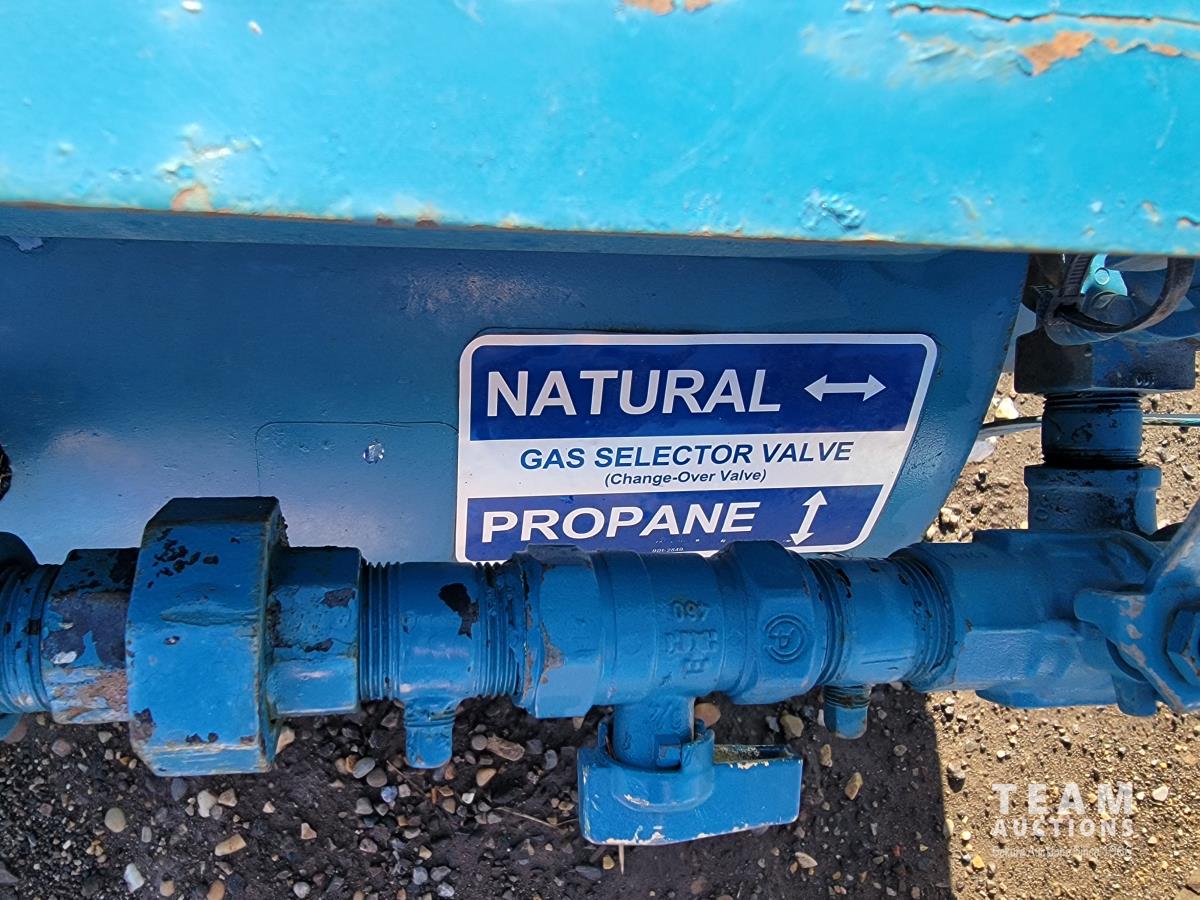 NATURAL
GAS SELECTOR VALVE
(Change-Over Valve)
PROPANE
TEAM
AUCTIONS